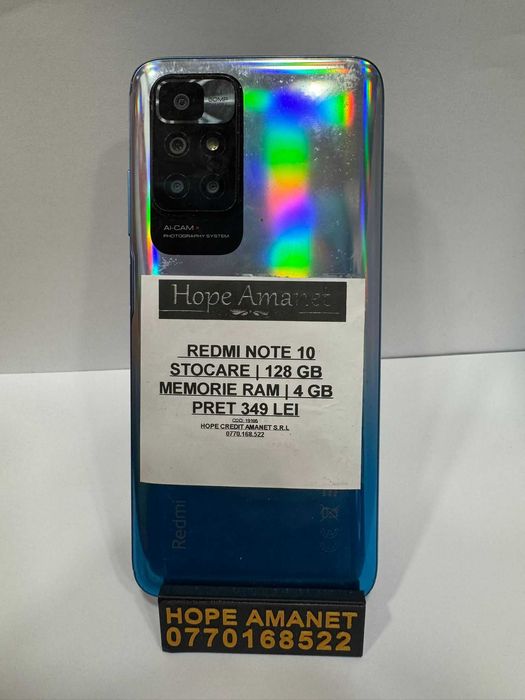 50MP
AI-CAM
PHOTOGRAPHY SYSTEM
Hope Amanet
REDMI NOTE 10
STOCARE | 128 GB
MEMORIE RAM | 4 GB
PRET 349 LEI
HOPE CREDIT AMANET S.R.L
0770.168.522
Redmi
HOPE AMANET
0770168522